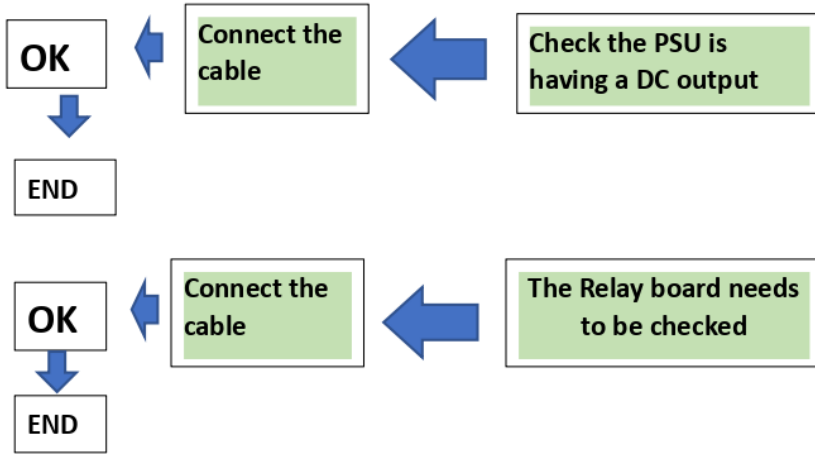 OK
Connect the
cable
Check the PSU is
having a DC output
END
OK
Connect the
cable
The Relay board needs
to be checked
END